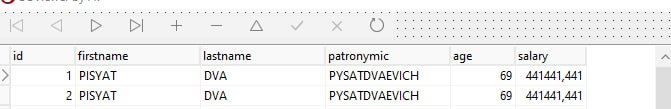 id firstname lastname patronymic age salary
1 PISYAT DVA PYSATDVAEVICH 69 441441,441
2 PISYAT DVA PYSATDVAEVICH 69 441441,441